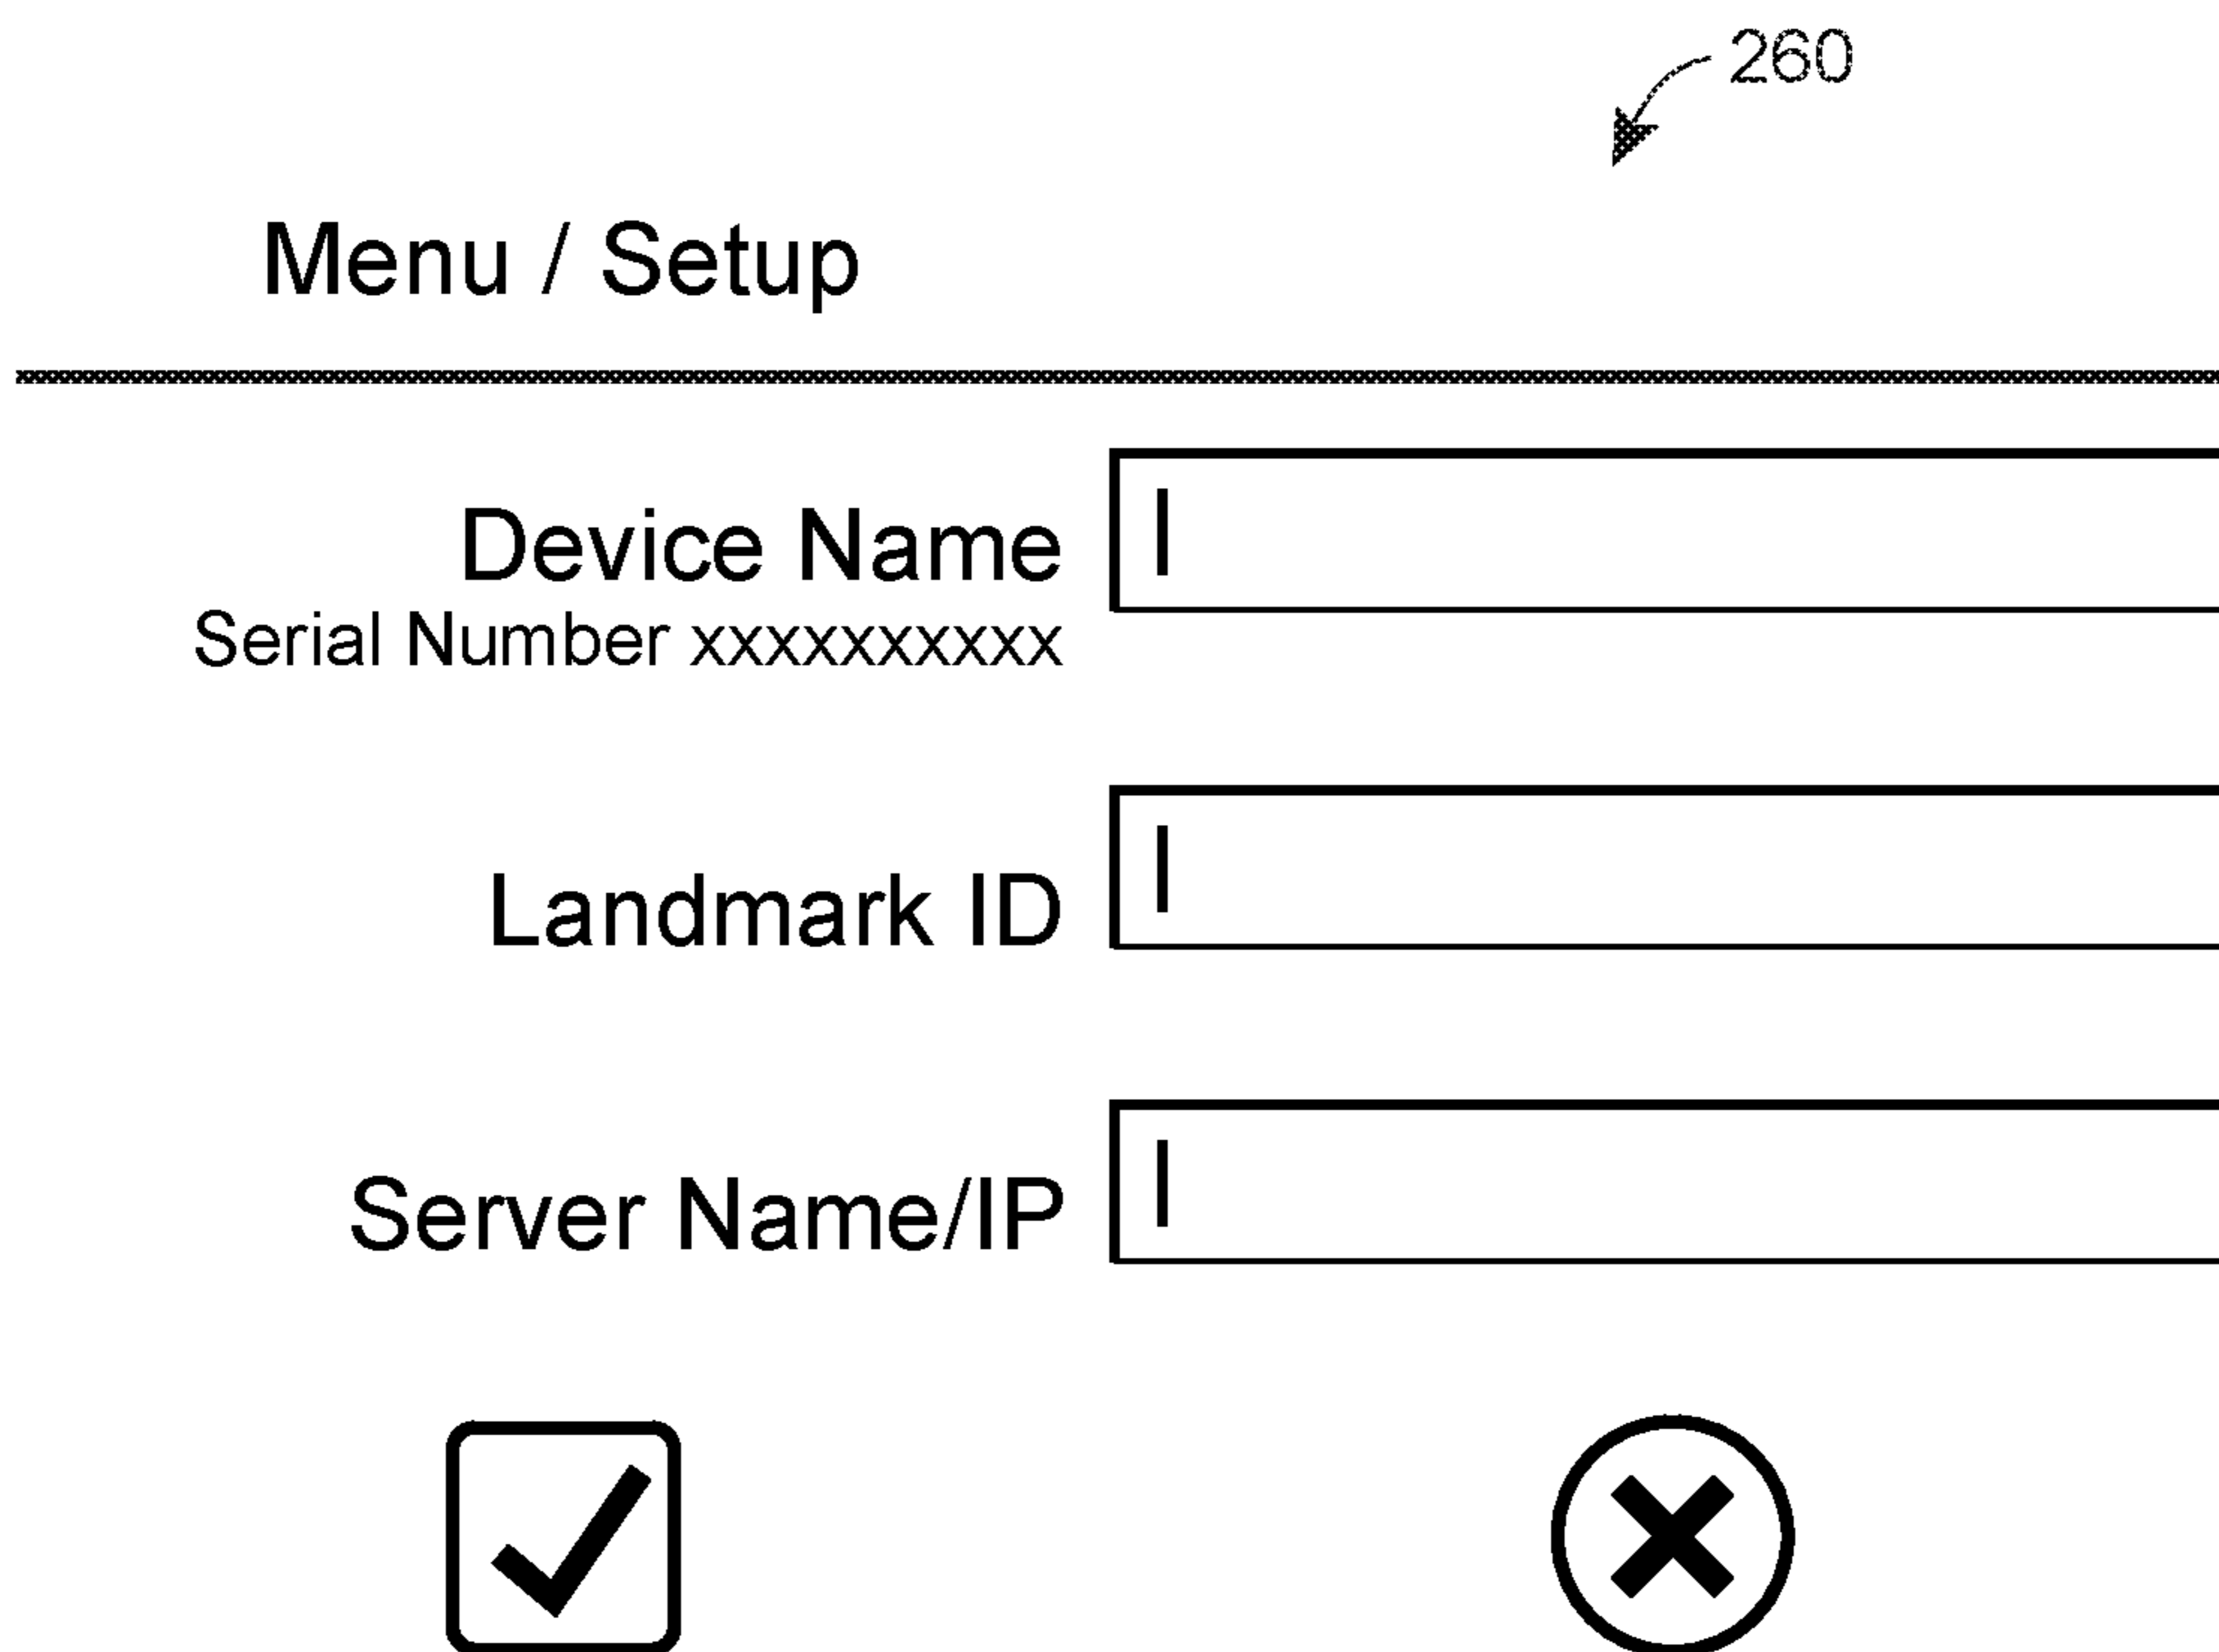 260
Menu / Setup
Device Name
Serial Number xxxxxxxxxx
Landmark ID
Server Name/IP